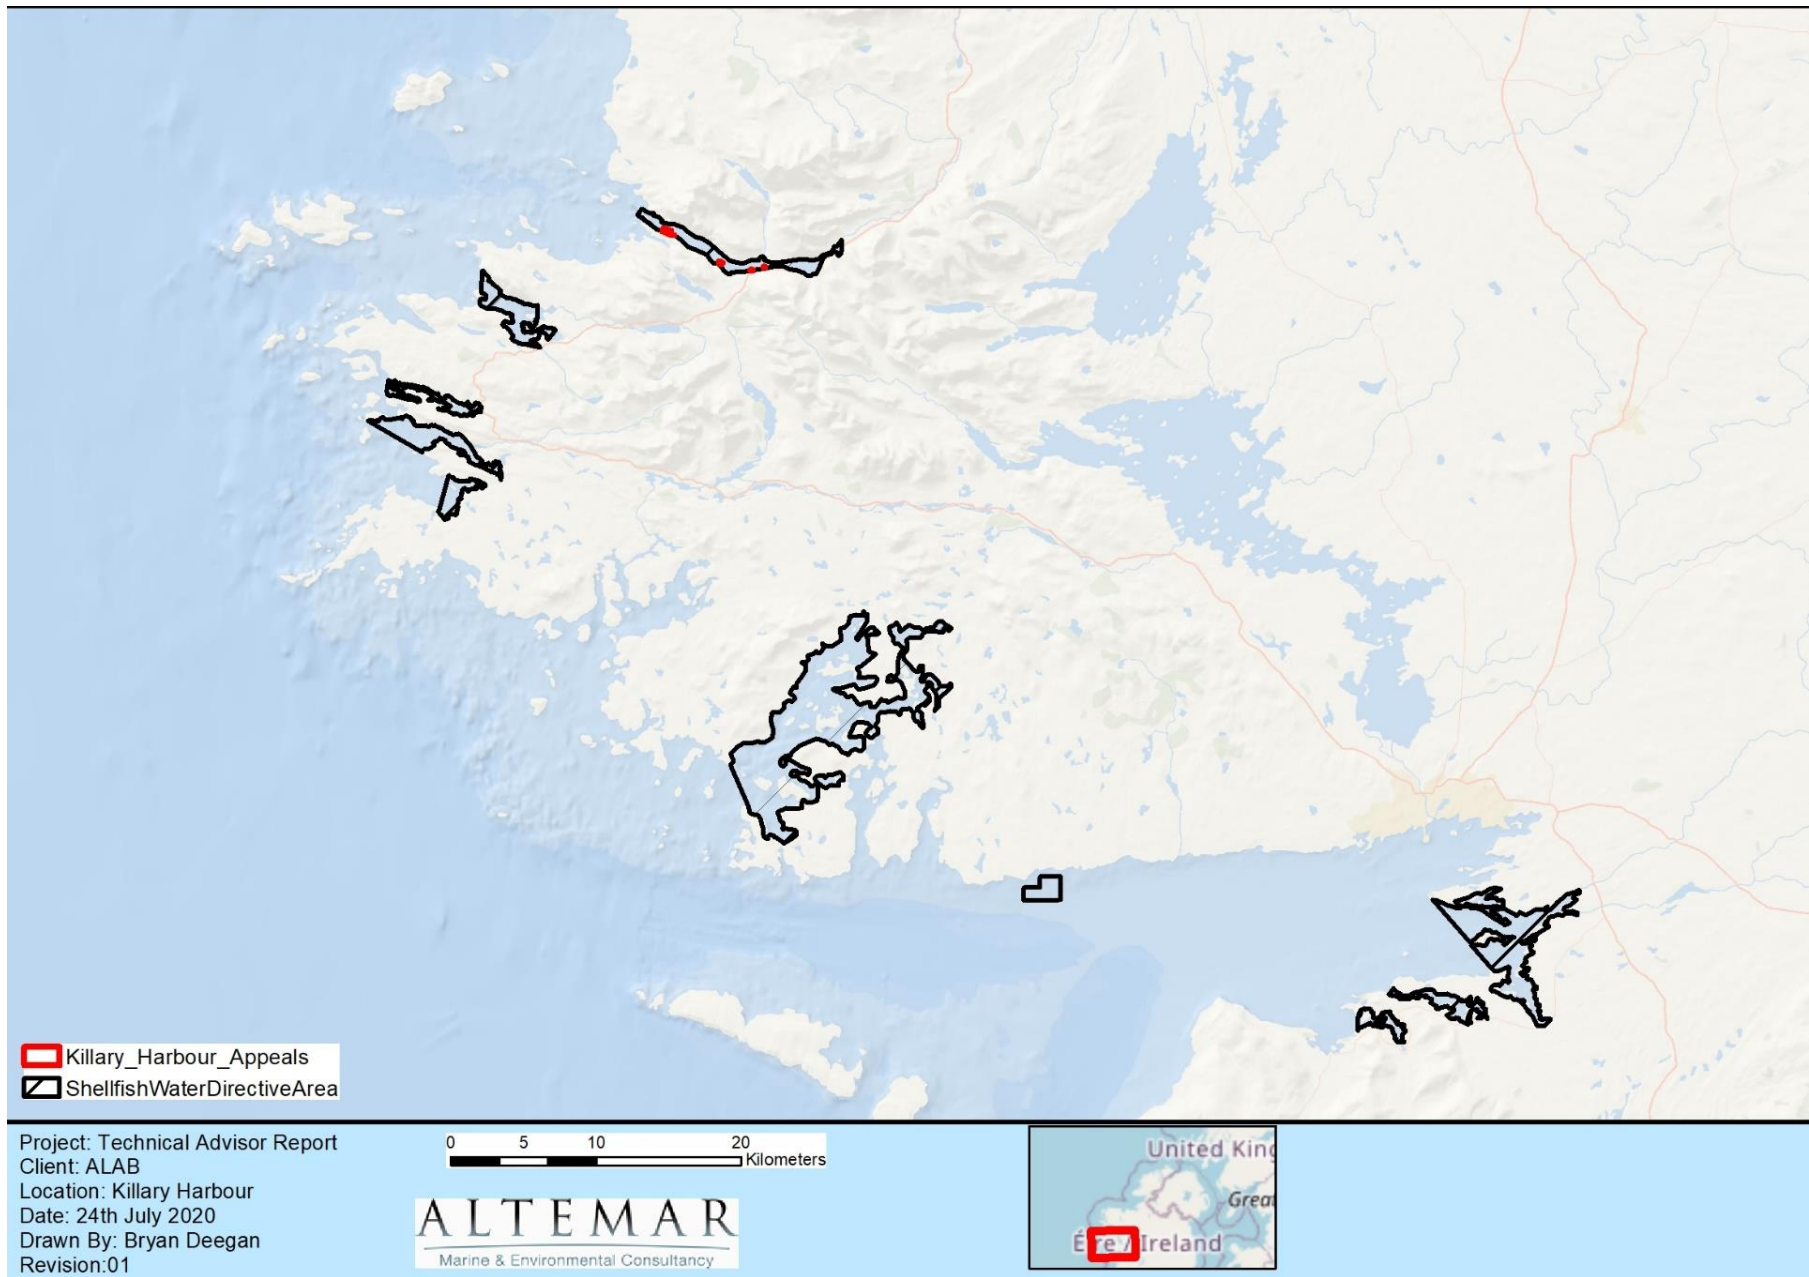 Killary_Harbour_Appeals
ShellfishWaterDirectiveArea
Project: Technical Advisor Report
Client: ALAB
Location: Killary Harbour
Date: 24th July 2020
Drawn By: Bryan Deegan
Revision:01
0 5 10 20
Kilometers
ALTEMAR
Marine & Environmental Consultancy
United King
Great
Éire / Ireland